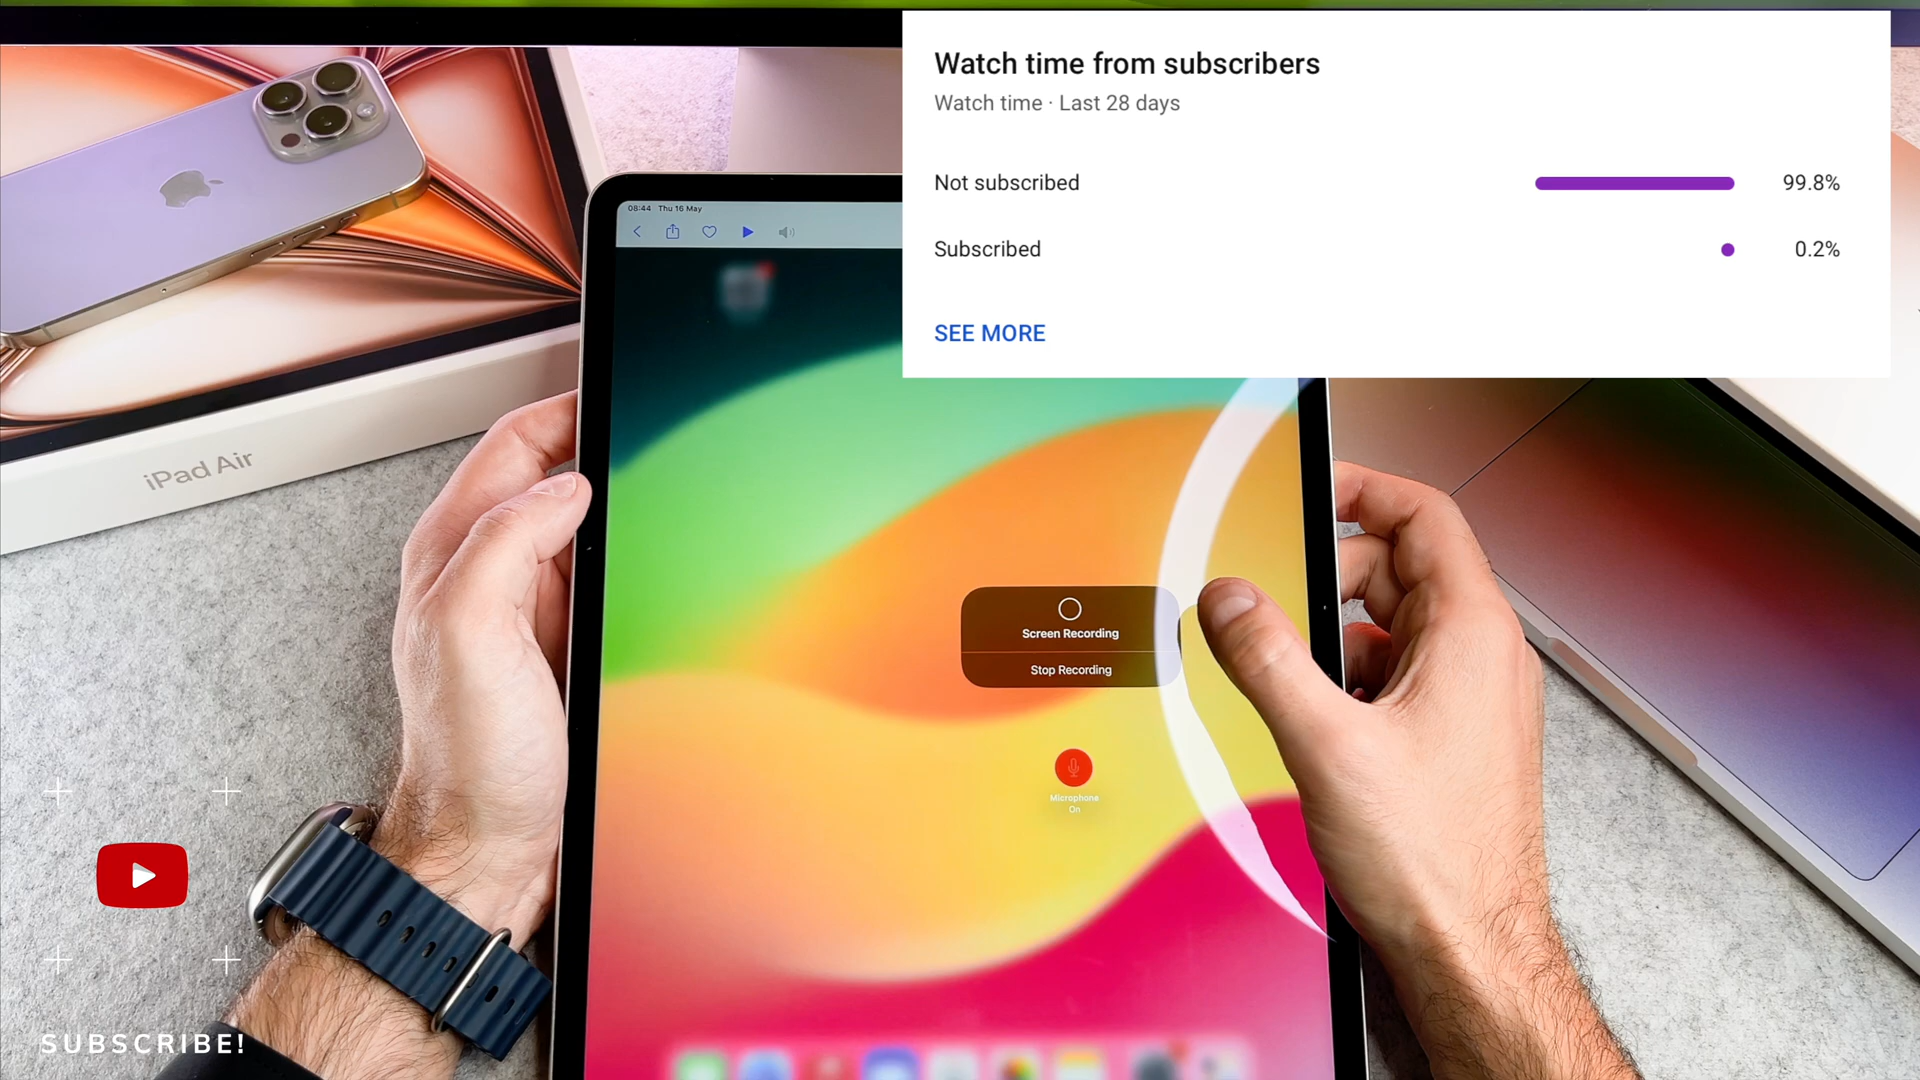 Watch time from subscribers
Watch time · Last 28 days
Not subscribed 99.8%
Subscribed 0.2%
SEE MORE
08:44 Thu 16 May
iPad Air
Screen Recording
Stop Recording
Microphone
On
SUBSCRIBE!